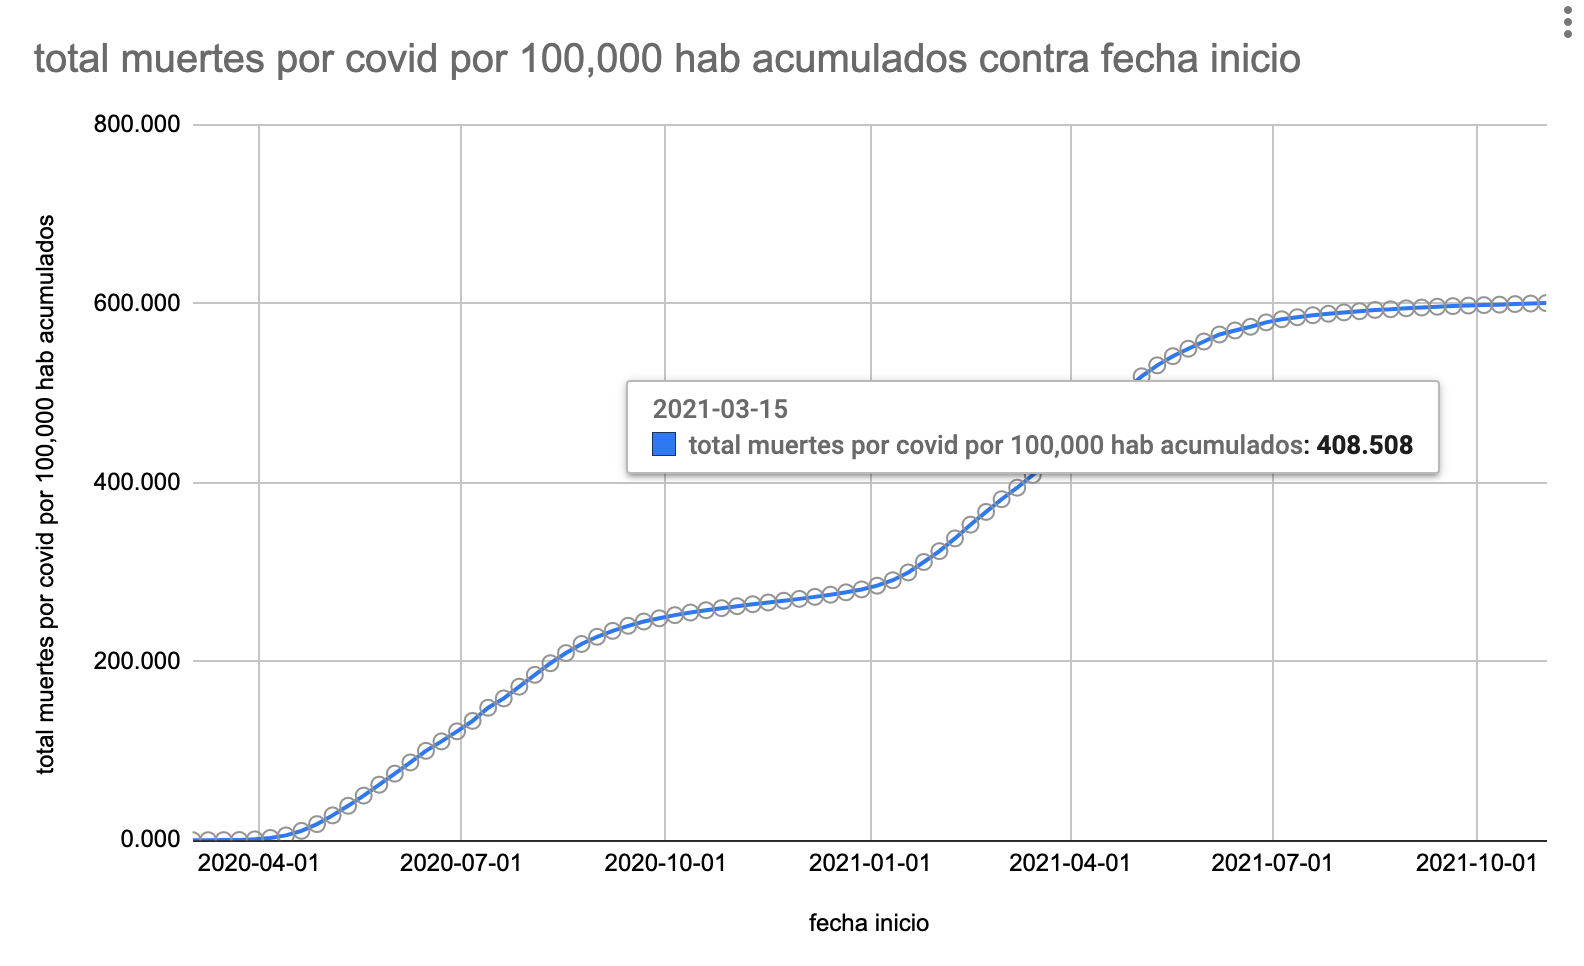 total muertes por covid por 100,000 hab acumulados contra fecha inicio
total muertes por covid por 100,000 hab acumulados
800.000
600.000
400.000
200.000
0.000
2021-03-15
total muertes por covid por 100,000 hab acumulados: 408.508
2020-04-01 2020-07-01 2020-10-01 2021-01-01 2021-04-01 2021-07-01 2021-10-01
fecha inicio